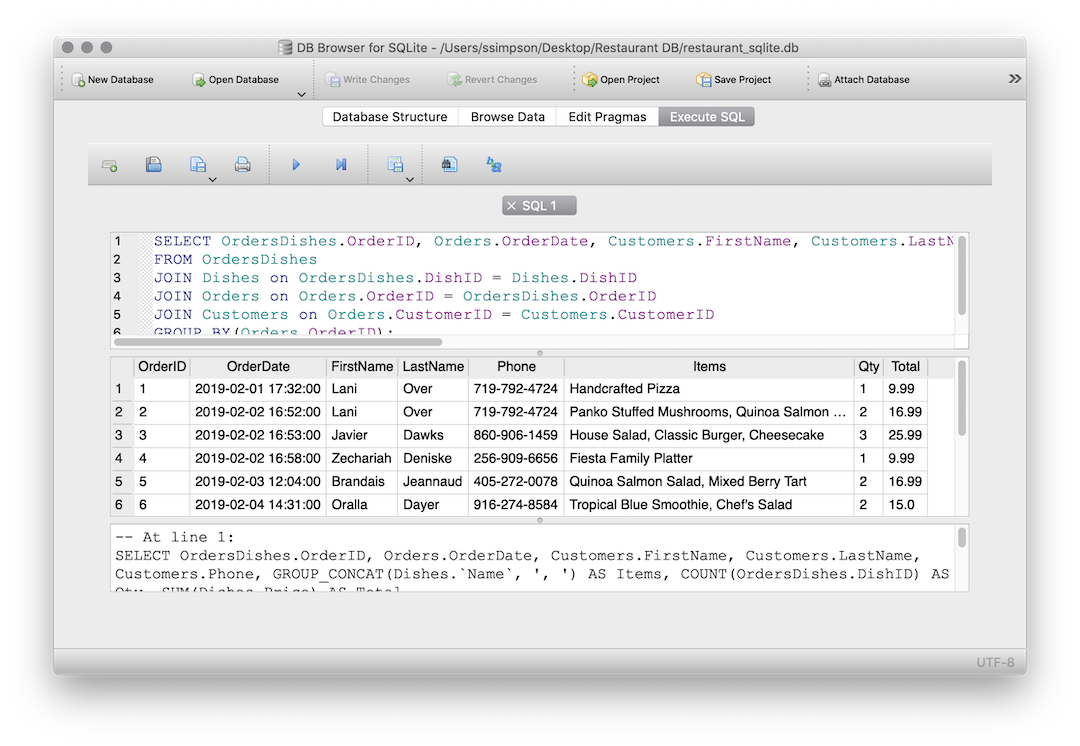 DB Browser for SQLite - /Users/ssimpson/Desktop/Restaurant DB/restaurant_sqlite.db
New Database Open Database Write Changes Revert Changes Open Project Save Project Attach Database
Database Structure Browse Data Edit Pragmas Execute SQL
SQL 1
1 SELECT OrdersDishes.OrderID, Orders.OrderDate, Customers.FirstName, Customers.LastN
2 FROM OrdersDishes
3 JOIN Dishes on OrdersDishes.DishID = Dishes.DishID
4 JOIN Orders on Orders.OrderID = OrdersDishes.OrderID
5 JOIN Customers on Orders.CustomerID = Customers.CustomerID
6 GROUP BY(Orders.OrderID);
OrderID OrderDate FirstName LastName Phone Items Qty Total
1 1 2019-02-01 17:32:00 Lani Over 719-792-4724 Handcrafted Pizza 1 9.99
2 2 2019-02-02 16:52:00 Lani Over 719-792-4724 Panko Stuffed Mushrooms, Quinoa Salmon ... 2 16.99
3 3 2019-02-02 16:53:00 Javier Dawks 860-906-1459 House Salad, Classic Burger, Cheesecake 3 25.99
4 4 2019-02-02 16:58:00 Zechariah Deniske 256-909-6656 Fiesta Family Platter 1 9.99
5 5 2019-02-03 12:04:00 Brandais Jeannaud 405-272-0078 Quinoa Salmon Salad, Mixed Berry Tart 2 16.99
6 6 2019-02-04 14:31:00 Oralla Dayer 916-274-8584 Tropical Blue Smoothie, Chef's Salad 2 15.0
-- At line 1:
SELECT OrdersDishes.OrderID, Orders.OrderDate, Customers.FirstName, Customers.LastName,
Customers.Phone, GROUP_CONCAT(Dishes.`Name`, ', ') AS Items, COUNT(OrdersDishes.DishID) AS
Qty, SUM(Dishes.Price) AS Total
UTF-8